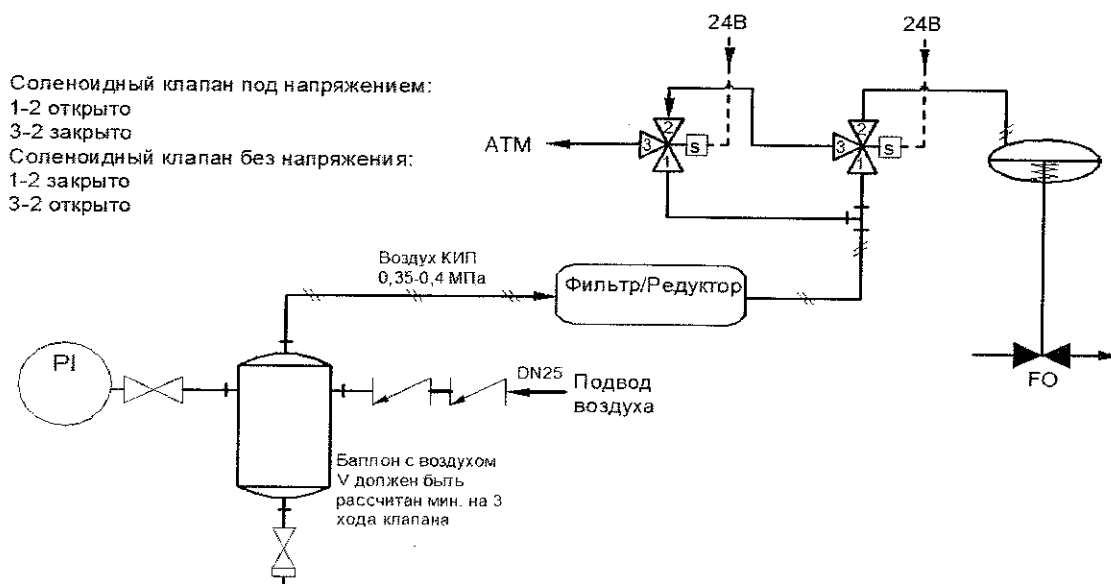 24В
24В
Соленоидный клапан под напряжением:
1-2 открыто
3-2 закрыто
Соленоидный клапан без напряжения:
1-2 закрыто
3-2 открыто
АТМ
3
2
1
s
3
2
1
s
Воздух КИП
0,35-0,4 МПа
Фильтр/Редуктор
PI
DN25
Подвод
воздуха
FO
Баллон с воздухом
V должен быть
рассчитан мин. на 3
хода клапана